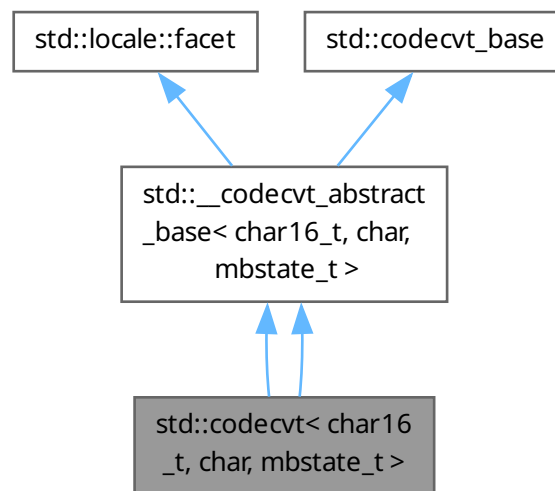 std::locale::facet
std::codecvt_base
std::__codecvt_abstract
_base< char16_t, char,
mbstate_t >
std::codecvt< char16
_t, char, mbstate_t >